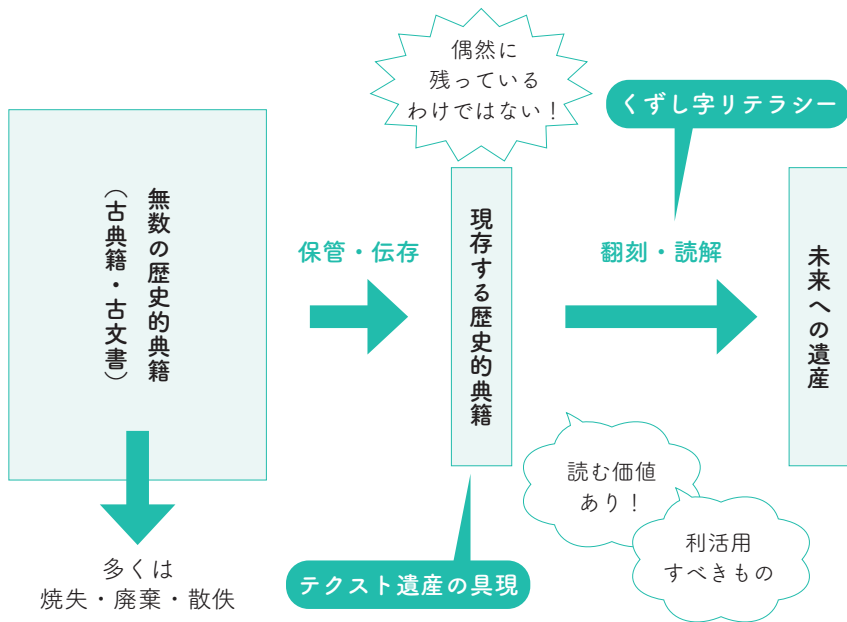 無数の歴史的典籍
（古典籍・古文書）
多くは
焼失・廃棄・散佚
保管・伝存
偶然に
残っている
わけではない！
現存する歴史的典籍
テクスト遺産の具現
くずし字リテラシー
翻刻・読解
読む価値
あり！
利活用
すべきもの
未来への遺産